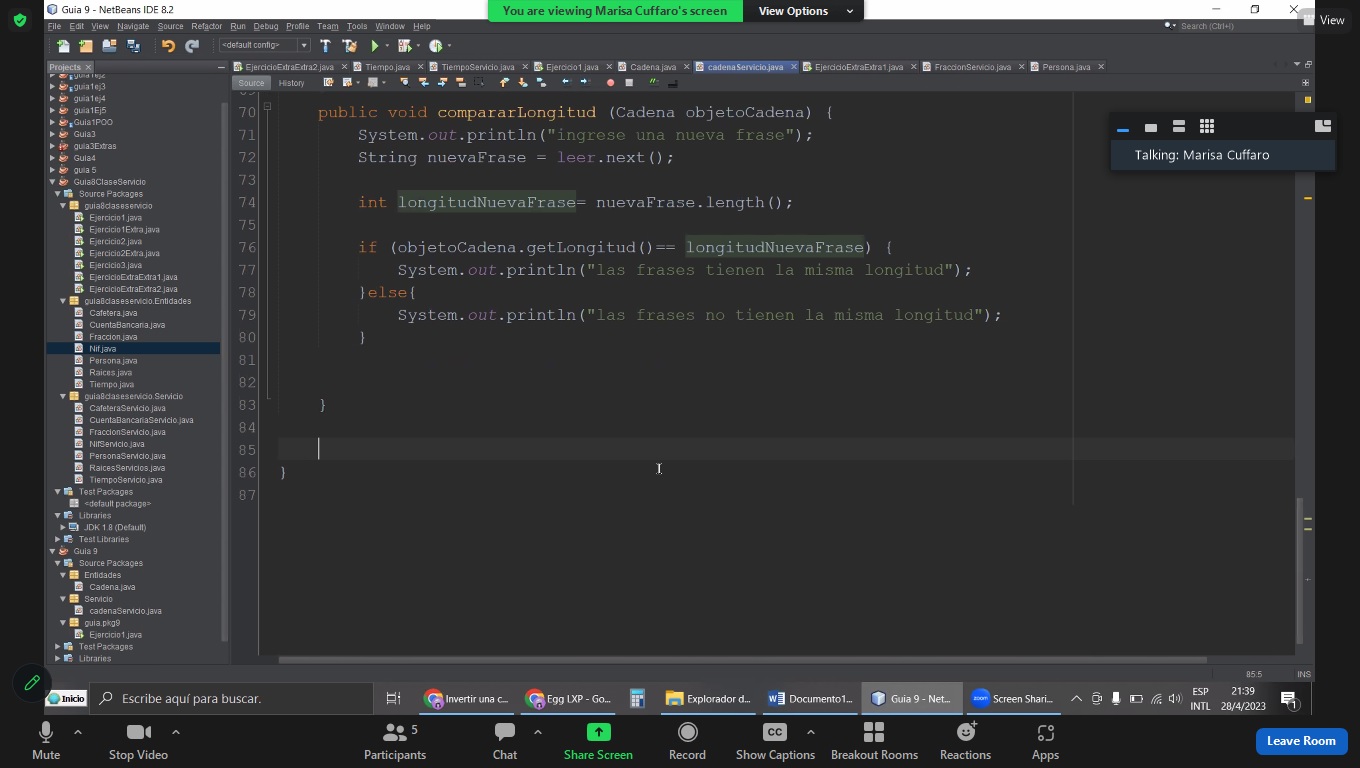 Guia 9 - NetBeans IDE 8.2
You are viewing Marisa Cuffaro's screen
View Options
View
File Edit View Navigate Source Refactor Run Debug Profile Team Tools Window Help
Search (Ctrl+I)
<default config>
Projects
EjercicioExtraExtra2.java
Tiempo.java
TiempoServicio.java
Ejercicio1.java
Cadena.java
cadenaServicio.java
EjercicioExtraExtra1.java
FraccionServicio.java
Persona.java
Source History
guia1ej2
guia1ej3
guia1ej4
guia1Ej5
Guia1POO
Guia3
guia3Extras
Guia4
guia 5
Guia8ClaseServicio
Source Packages
guia8claseservicio
Ejercicio1.java
Ejercicio1Extra.java
Ejercicio2.java
Ejercicio2Extra.java
Ejercicio3.java
EjercicioExtraExtra1.java
EjercicioExtraExtra2.java
guia8claseservicio.Entidades
Cafetera.java
CuentaBancaria.java
Fraccion.java
Nif.java
Persona.java
Raices.java
Tiempo.java
guia8claseservicio.Servicio
CafeteraServicio.java
CuentaBancariaServicio.java
FraccionServicio.java
NifServicio.java
PersonaServicio.java
RaicesServicios.java
TiempoServicio.java
Test Packages
<default package>
Libraries
JDK 1.8 (Default)
Test Libraries
Guia 9
Source Packages
Entidades
Cadena.java
Servicio
cadenaServicio.java
guia.pkg9
Ejercicio1.java
Test Packages
Libraries
69
70 public void compararLongitud (Cadena objetoCadena) {
71 System.out.println("ingrese una nueva frase");
72 String nuevaFrase = leer.next();
73
74 int longitudNuevaFrase= nuevaFrase.length();
75
76 if (objetoCadena.getLongitud()== longitudNuevaFrase) {
77 System.out.println("las frases tienen la misma longitud");
78 }else{
79 System.out.println("las frases no tienen la misma longitud");
80 }
81
82
83 }
84
85
86 }
87
Talking: Marisa Cuffaro
85:5 INS
Inicio
Escribe aquí para buscar.
Invertir una c...
Egg LXP - Go...
Explorador d...
Documento1...
Guia 9 - Net...
zoom
Screen Shari...
ESP
INTL
21:39
28/4/2023
1
Mute
Stop Video
5
Participants
Chat
Share Screen
Record
CC
Show Captions
Breakout Rooms
Reactions
Apps
Leave Room